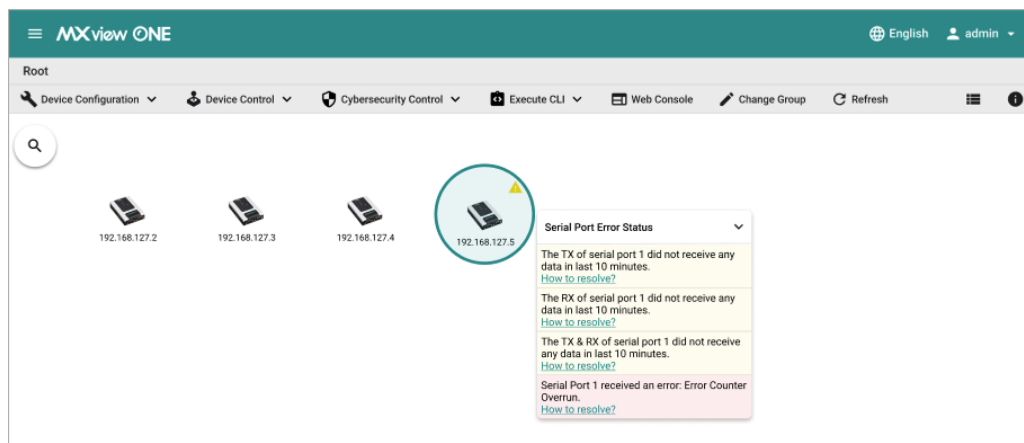 MXview ONE
English
admin
Root
Device Configuration
Device Control
Cybersecurity Control
Execute CLI
Web Console
Change Group
Refresh
192.168.127.2
192.168.127.3
192.168.127.4
192.168.127.5
Serial Port Error Status
The TX of serial port 1 did not receive any
data in last 10 minutes.
How to resolve?
The RX of serial port 1 did not receive any
data in last 10 minutes.
How to resolve?
The TX & RX of serial port 1 did not receive
any data in last 10 minutes.
How to resolve?
Serial Port 1 received an error: Error Counter
Overrun.
How to resolve?